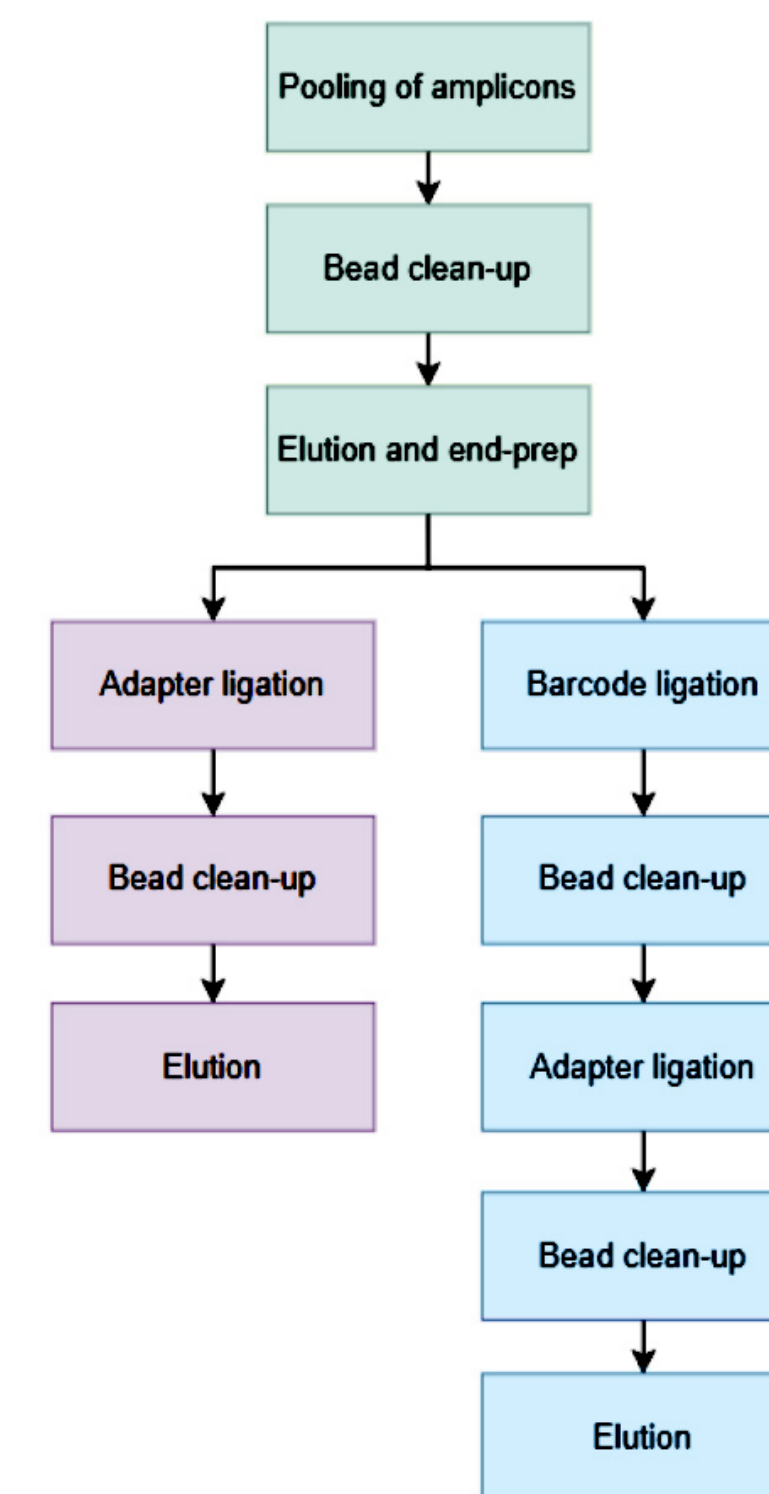 Pooling of amplicons
Bead clean-up
Elution and end-prep
Adapter ligation
Bead clean-up
Elution
Barcode ligation
Bead clean-up
Adapter ligation
Bead clean-up
Elution